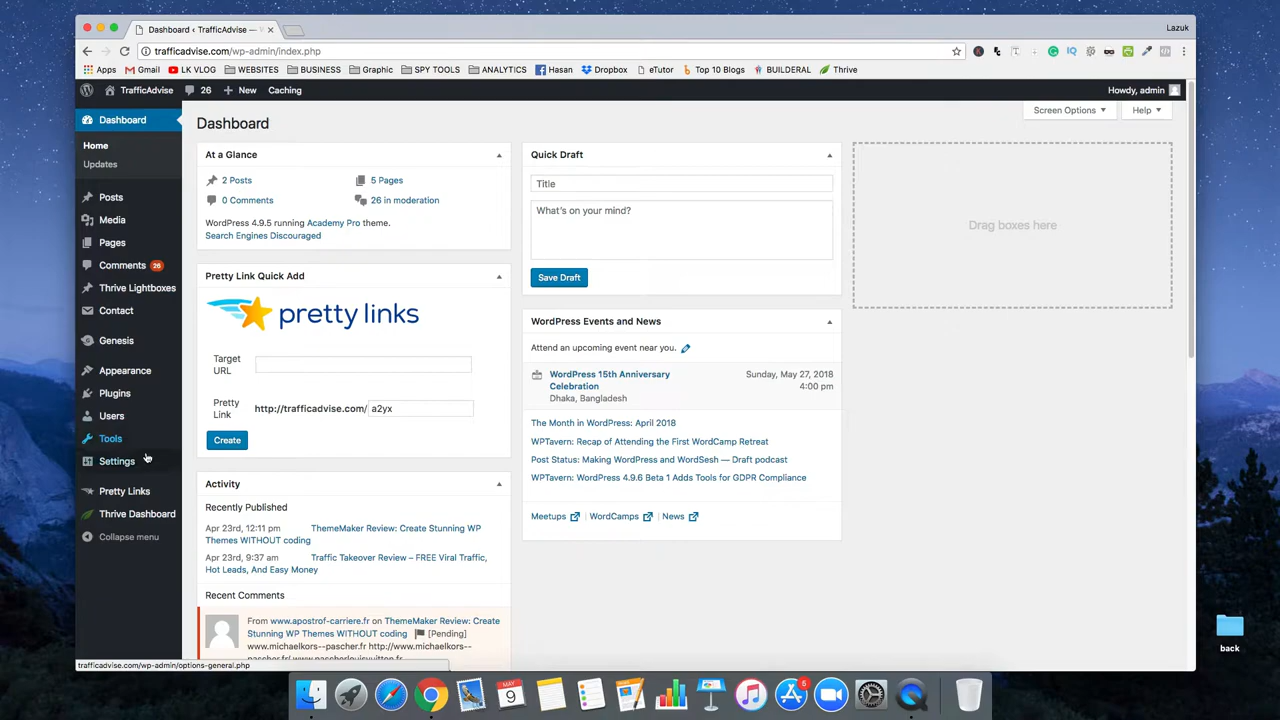 Dashboard ‹ TrafficAdvise —
Lazuk
trafficadvise.com/wp-admin/index.php
Apps Gmail LK VLOG WEBSITES BUSINESS Graphic SPY TOOLS ANALYTICS Hasan Dropbox eTutor Top 10 Blogs BUILDERAL Thrive
TrafficAdvise 26 New Caching Howdy, admin
Screen Options Help
Dashboard
Home
Updates
Posts
Media
Pages
Comments 26
Thrive Lightboxes
Contact
Genesis
Appearance
Plugins
Users
Tools
Settings
Pretty Links
Thrive Dashboard
Collapse menu
Dashboard
At a Glance
2 Posts 5 Pages
0 Comments 26 in moderation
WordPress 4.9.5 running Academy Pro theme.
Search Engines Discouraged
Pretty Link Quick Add
pretty links
Target
URL
Pretty
Link
http://trafficadvise.com/ a2yx
Create
Activity
Recently Published
Apr 23rd, 12:11 pm ThemeMaker Review: Create Stunning WP
Themes WITHOUT coding
Apr 23rd, 9:37 am Traffic Takeover Review – FREE Viral Traffic,
Hot Leads, And Easy Money
Recent Comments
From www.apostrof-carriere.fr on ThemeMaker Review: Create
Stunning WP Themes WITHOUT coding [Pending]
www.michaelkors--pascher.fr http://www.michaelkors--
Quick Draft
Title
What's on your mind?
Save Draft
WordPress Events and News
Attend an upcoming event near you.
WordPress 15th Anniversary
Celebration
Dhaka, Bangladesh
Sunday, May 27, 2018
4:00 pm
The Month in WordPress: April 2018
WPTavern: Recap of Attending the First WordCamp Retreat
Post Status: Making WordPress and WordSesh — Draft podcast
WPTavern: WordPress 4.9.6 Beta 1 Adds Tools for GDPR Compliance
Meetups WordCamps News
Drag boxes here
trafficadvise.com/wp-admin/options-general.php
back
MAY
9
5